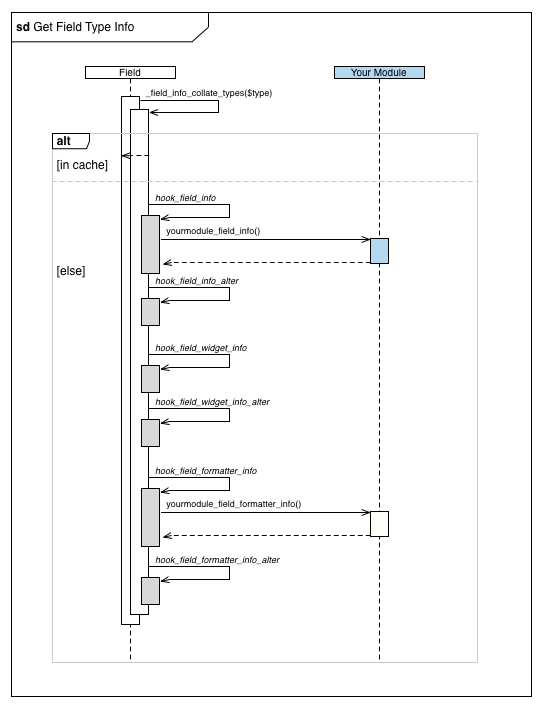 sd Get Field Type Info
Field
Your Module
_field_info_collate_types($type)
alt
[in cache]
hook_field_info
yourmodule_field_info()
[else]
hook_field_info_alter
hook_field_widget_info
hook_field_widget_info_alter
hook_field_formatter_info
yourmodule_field_formatter_info()
hook_field_formatter_info_alter